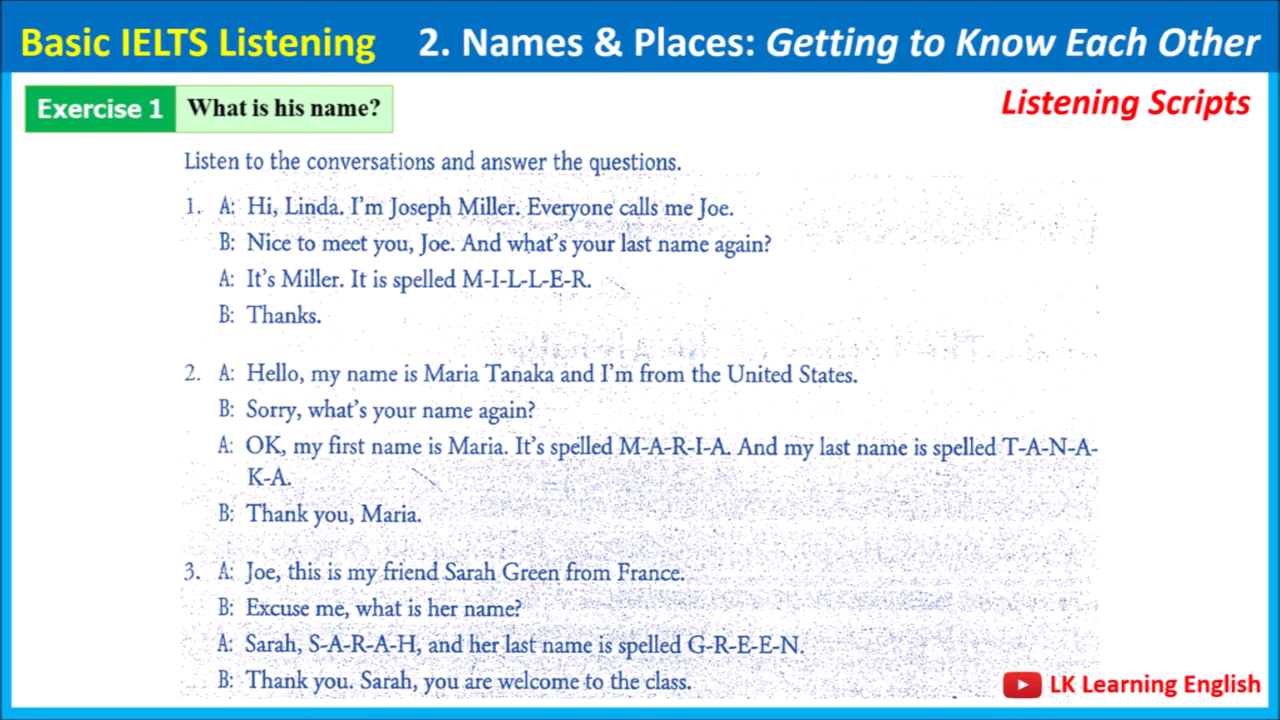 Basic IELTS Listening 2. Names & Places: Getting to Know Each Other
Exercise 1 What is his name?
Listening Scripts
Listen to the conversations and answer the questions.
1. A: Hi, Linda. I'm Joseph Miller. Everyone calls me Joe.
B: Nice to meet you, Joe. And what's your last name again?
A: It's Miller. It is spelled M-I-L-L-E-R.
B: Thanks.
2. A: Hello, my name is Maria Tanaka and I'm from the United States.
B: Sorry, what's your name again?
A: OK, my first name is Maria. It's spelled M-A-R-I-A. And my last name is spelled T-A-N-A-
K-A.
B: Thank you, Maria.
3. A: Joe, this is my friend Sarah Green from France.
B: Excuse me, what is her name?
A: Sarah, S-A-R-A-H, and her last name is spelled G-R-E-E-N.
B: Thank you. Sarah, you are welcome to the class.
LK Learning English